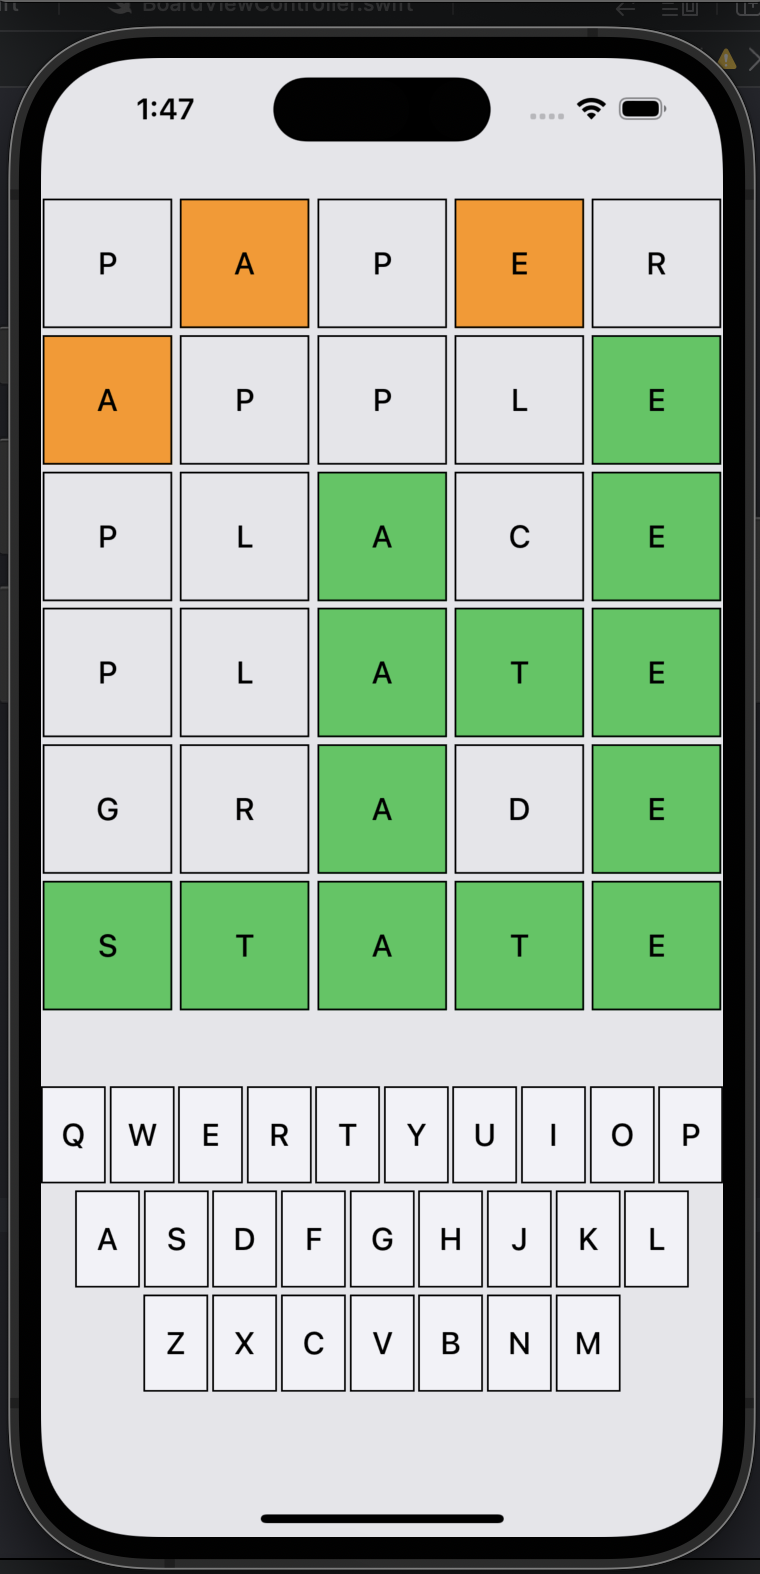 BoardViewController.swift
1:47
P A P E R
A P P L E
P L A C E
P L A T E
G R A D E
S T A T E
Q W E R T Y U I O P
A S D F G H J K L
Z X C V B N M